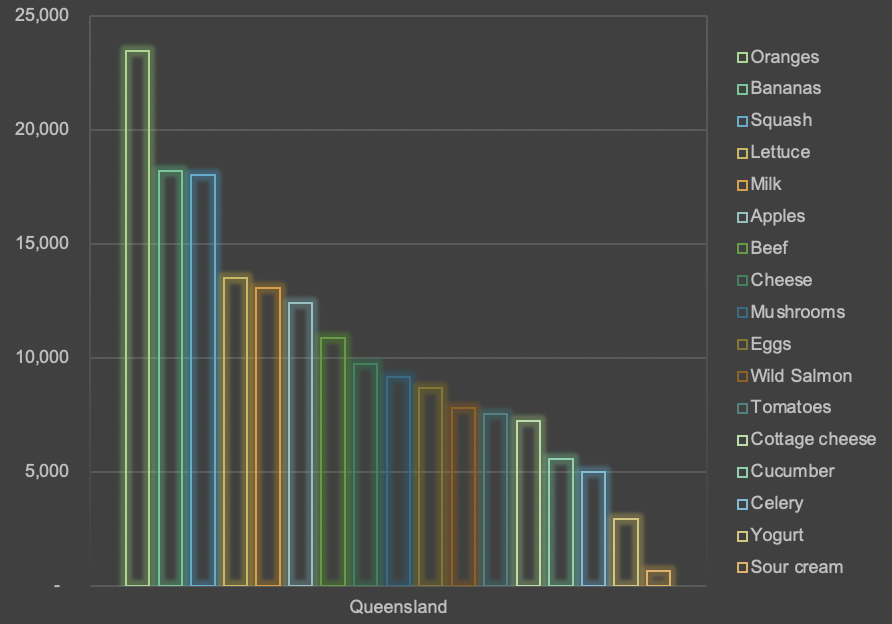 25,000
20,000
15,000
10,000
5,000
-
Queensland
Oranges
Bananas
Squash
Lettuce
Milk
Apples
Beef
Cheese
Mushrooms
Eggs
Wild Salmon
Tomatoes
Cottage cheese
Cucumber
Celery
Yogurt
Sour cream